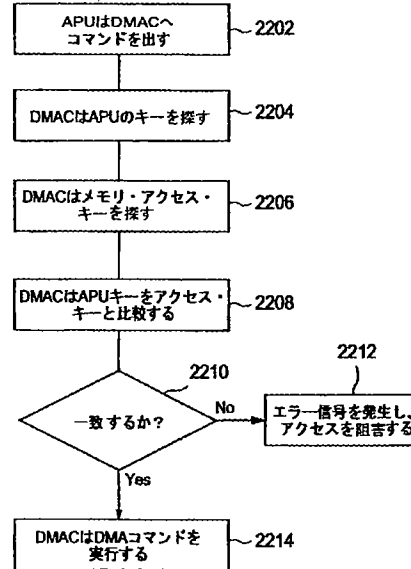 APUはDMACへ
コマンドを出す
2202
DMACはAPUのキーを探す
2204
DMACはメモリ・アクセス・
キーを探す
2206
DMACはAPUキーをアクセス・
キーと比較する
2208
2210
一致するか?
No
2212
エラー信号を発生し、
アクセスを阻害する
Yes
DMACはDMAコマンドを
実行する
2214